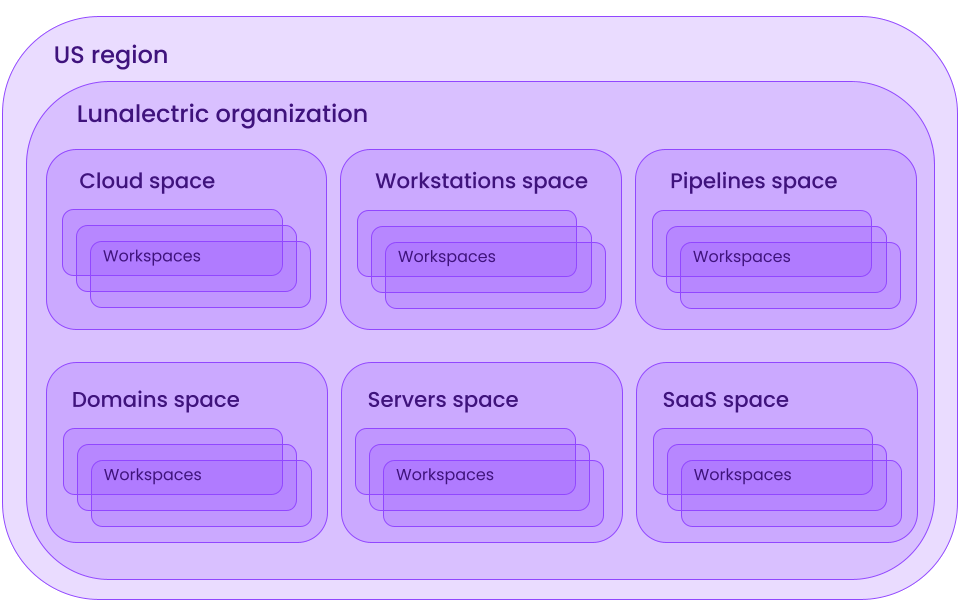 US region
Lunalectric organization
Cloud space
Workspaces
Workstations space
Workspaces
Pipelines space
Workspaces
Domains space
Workspaces
Servers space
Workspaces
SaaS space
Workspaces